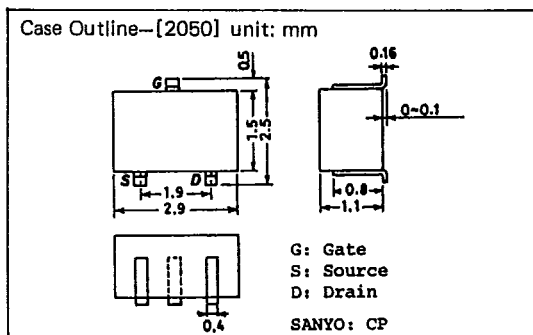 Case Outline–[2050] unit: mm
0.16
0.5
G
0~0.1
1.5
2.5
S
D
1.9
2.9
0.8
1.1
G: Gate
S: Source
D: Drain
0.4
SANYO: CP